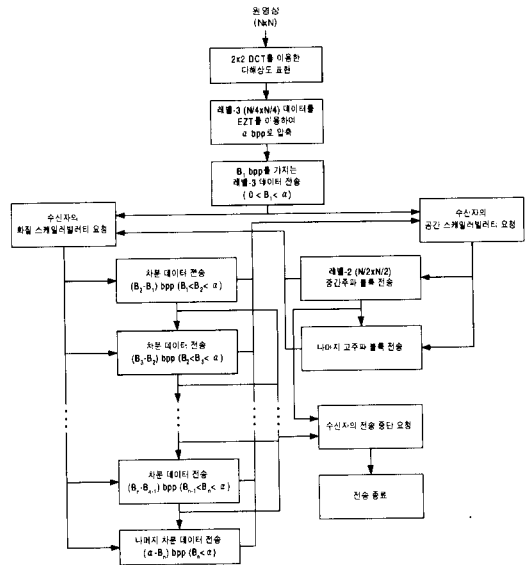 원영상
(NxN)
2x2 DCT를 이용한
다해상도 표현
레벨-3 (N/4xN/4) 데이터를
EZT를 이용하여
α bpp로 압축
B₁ bpp를 가지는
레벨-3 데이터 전송
( 0 < B₁ < α )
수신자의
화질 스케일러빌러티 요청
수신자의
공간 스케일러빌러티 요청
차분 데이터 전송
(B₂-B₁) bpp (B₁<B₂< α)
레벨-2 (N/2xN/2)
중간주파 블록 전송
차분 데이터 전송
(B₃-B₂) bpp (B₂<B₃< α)
나머지 고주파 블록 전송
수신자의 전송 중단 요청
차분 데이터 전송
(Bₙ-Bₙ₋₁) bpp (Bₙ₋₁<Bₙ< α)
전송 종료
나머지 차분 데이터 전송
(α-Bₙ) bpp (Bₙ< α)